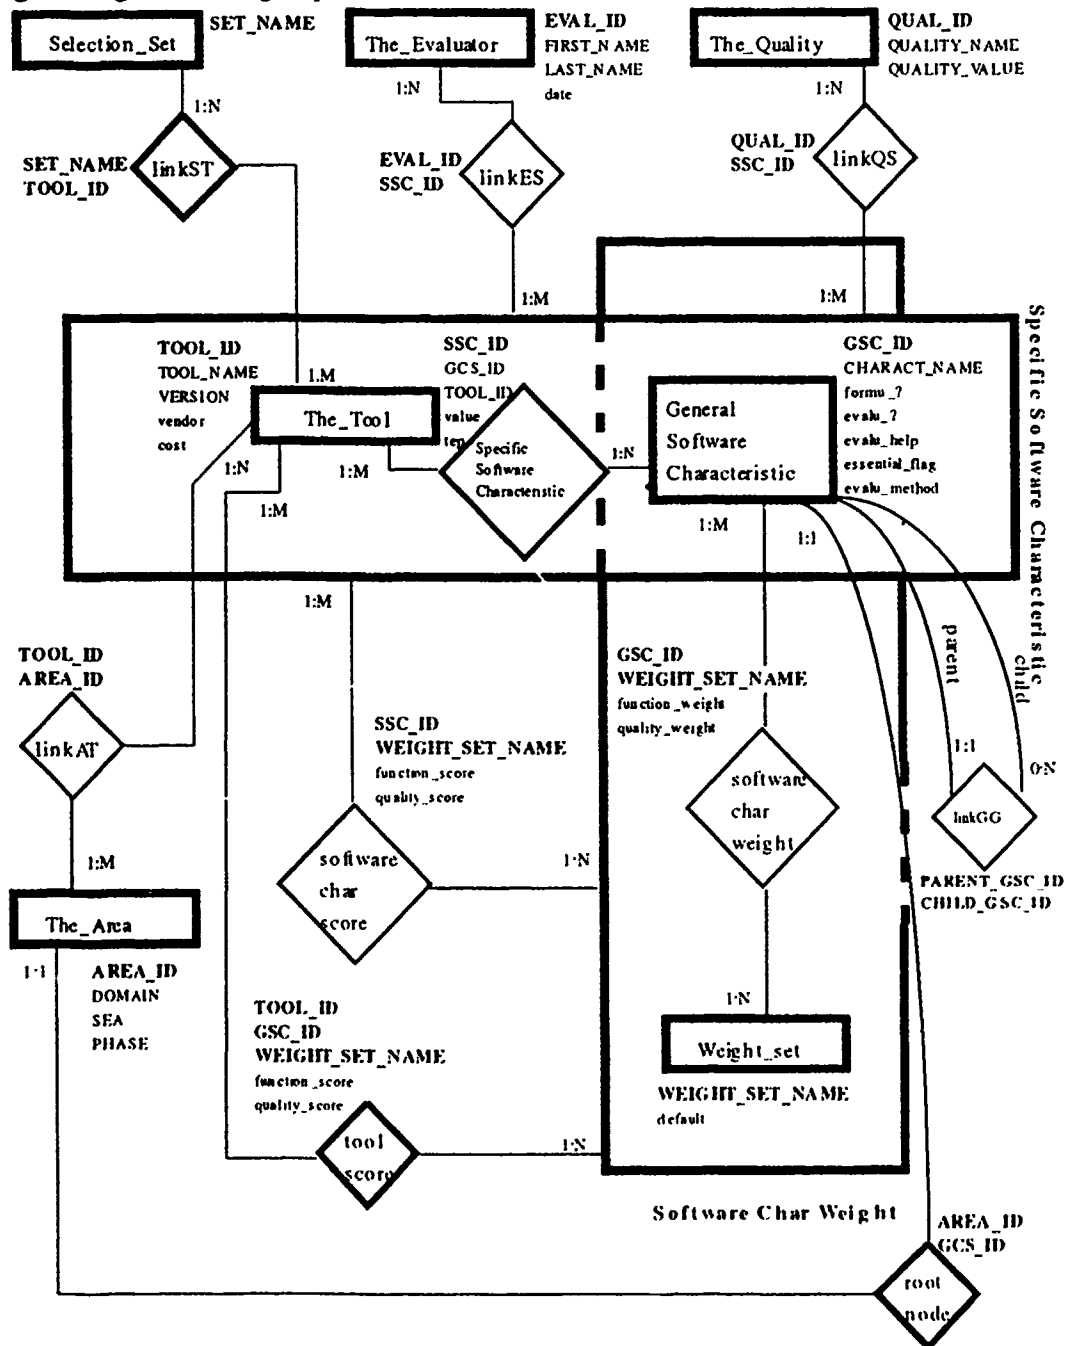 Selection_Set
SET_NAME
The_Evaluator
EVAL_ID
FIRST_NAME
LAST_NAME
date
The_Quality
QUAL_ID
QUALITY_NAME
QUALITY_VALUE
1:N
1:N
1:N
SET_NAME
TOOL_ID
linkST
EVAL_ID
SSC_ID
linkES
QUAL_ID
SSC_ID
linkQS
1:M
1:M
Specific Software Characteristic
TOOL_ID
TOOL_NAME
VERSION
vendor
cost
1.M
The_Tool
1:N
1:M
1:M
SSC_ID
GCS_ID
TOOL_ID
value
Specific
Software
Characteristic
1:N
General
Software
Characteristic
GSC_ID
CHARACT_NAME
formu_?
evalu_?
evalu_help
essential_flag
evalu_method
1:M
1:1
1:M
parent
child
TOOL_ID
AREA_ID
linkAT
GSC_ID
WEIGHT_SET_NAME
function_weight
quality_weight
SSC_ID
WEIGHT_SET_NAME
function_score
quality_score
software
char
weight
1:1
0:N
linkGG
PARENT_GSC_ID
CHILD_GSC_ID
1:M
software
char
score
1:N
The_Area
1:1
AREA_ID
DOMAIN
SEA
PHASE
TOOL_ID
GSC_ID
WEIGHT_SET_NAME
function_score
quality_score
1:N
Weight_set
WEIGHT_SET_NAME
default
tool
score
1:N
Software Char Weight
AREA_ID
GCS_ID
root
node